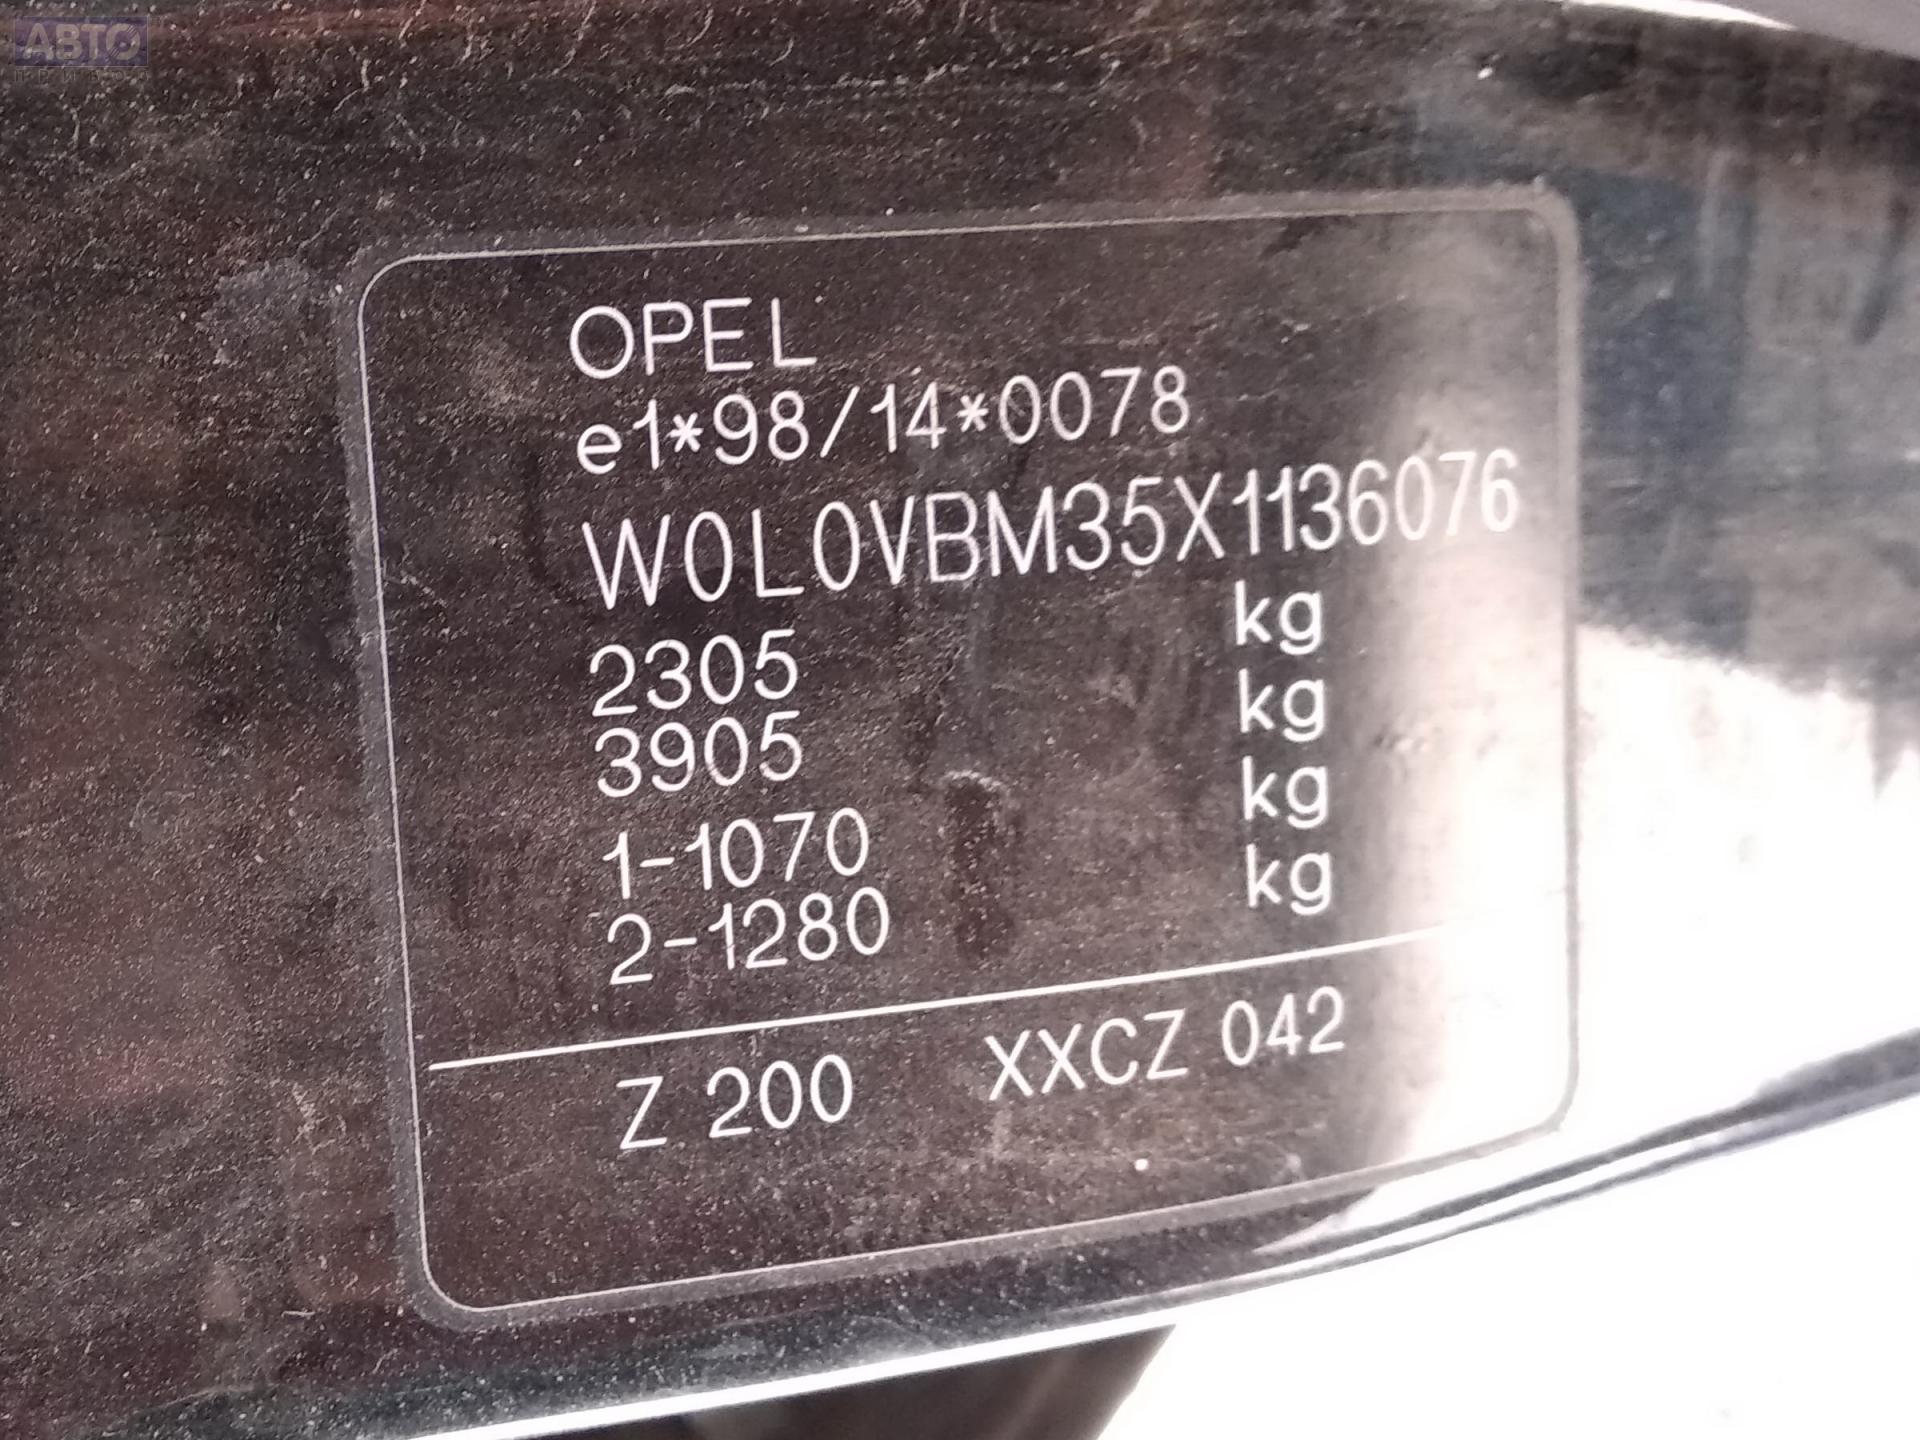 АВТО
ПРИВОЗ
OPEL
e1*98/14*0078
W0L0VBM35X1136076
2305 kg
3905 kg
1-1070 kg
2-1280 kg
Z 200 XXCZ 042